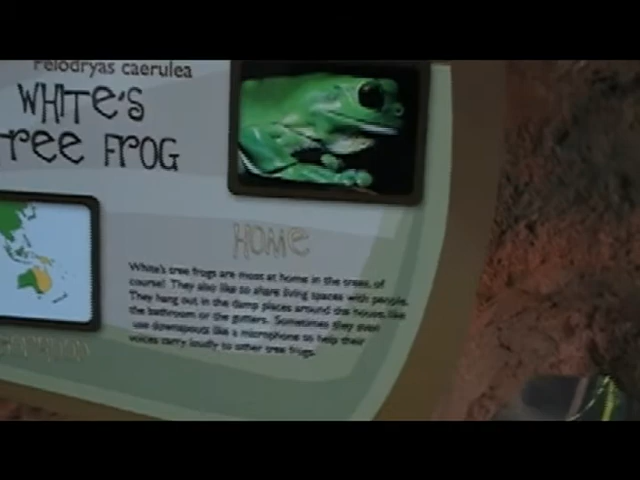 Pelodryas caerulea
WHITE'S
TREE FROG
HOME
White's tree frogs are most at home in the trees, of
course! They also like to share living spaces with people.
They hang out in the damp places around the house, like
the bathroom or the gutters. Sometimes they even
use downspouts like a microphone to help their
voices carry loudly to other tree frogs.